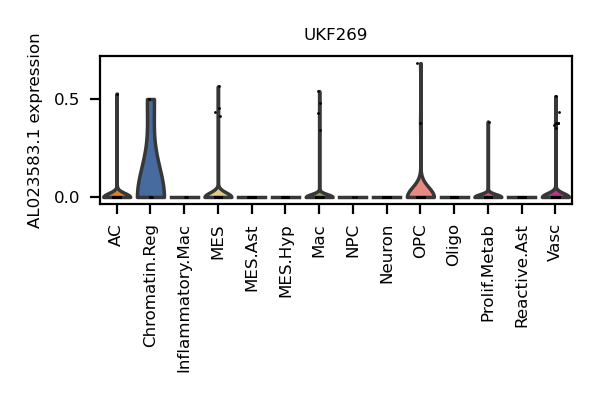 UKF269
AL023583.1 expression
0.5
0.0
AC
Chromatin.Reg
Inflammatory.Mac
MES
MES.Ast
MES.Hyp
Mac
NPC
Neuron
OPC
Oligo
Prolif.Metab
Reactive.Ast
Vasc